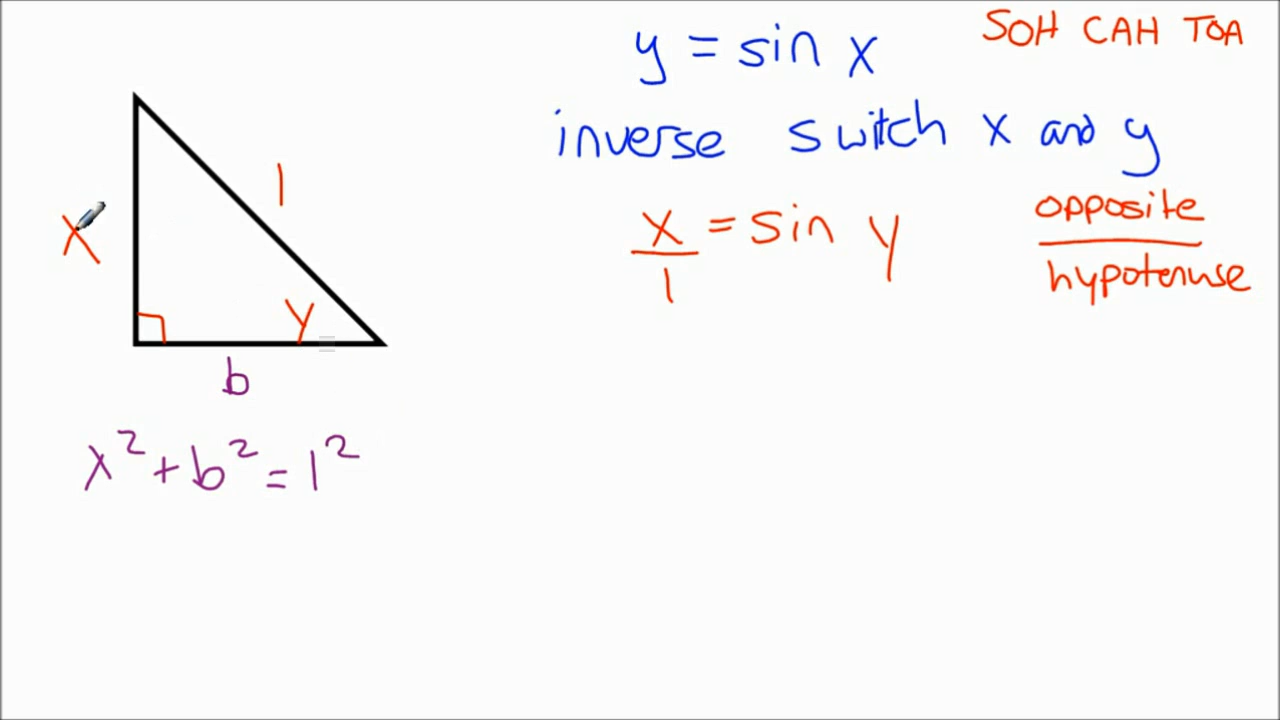 y = sin x
SOH CAH TOA
inverse switch x and y
x/1 = sin y
opposite
hypotenuse
1
x
y
b
x² + b² = 1²